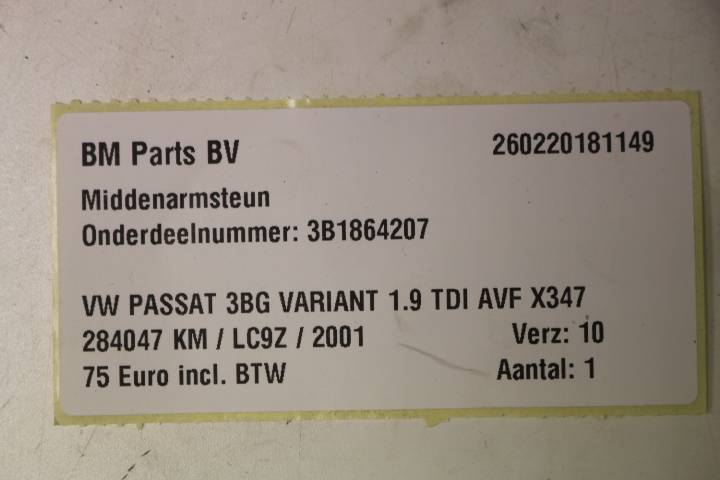 BM Parts BV 260220181149
Middenarmsteun
Onderdeelnummer: 3B1864207
VW PASSAT 3BG VARIANT 1.9 TDI AVF X347
284047 KM / LC9Z / 2001 Verz: 10
75 Euro incl. BTW Aantal: 1